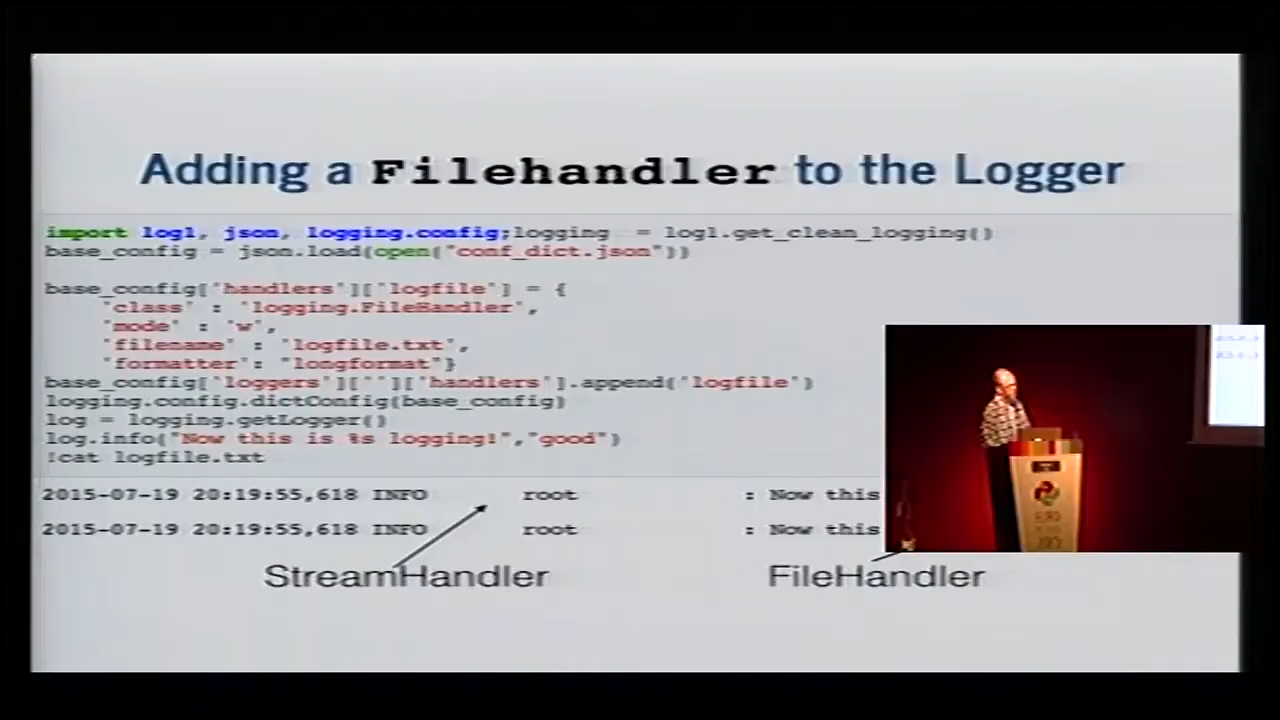 Adding a Filehandler to the Logger
import log1, json, logging.config;logging  = log1.get_clean_logging()
base_config = json.load(open("conf_dict.json"))
base_config['handlers']['logfile'] = {
    'class' : 'logging.FileHandler',
    'mode' : 'w',
    'filename' : 'logfile.txt',
    'formatter': "longformat"}
base_config['loggers']['']['handlers'].append('logfile')
logging.config.dictConfig(base_config)
log = logging.getLogger()
log.info("Now this is %s logging!","good")
!cat logfile.txt
2015-07-19 20:19:55,618 INFO root : Now this
2015-07-19 20:19:55,618 INFO root : Now this
StreamHandler FileHandler